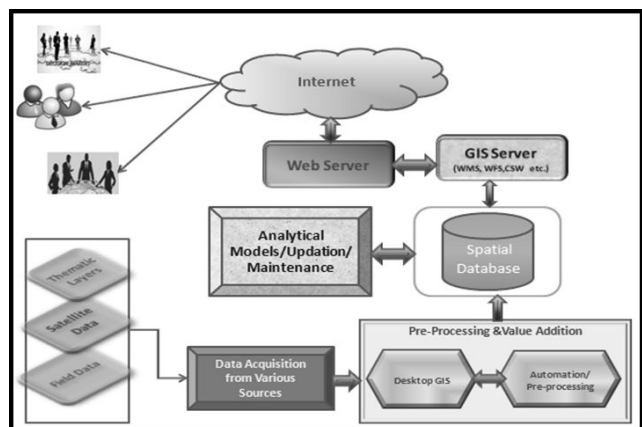 Internet
Web Server
GIS Server
(WMS, WFS,CSW etc.)
Analytical
Models/Updation/
Maintenance
Spatial
Database
Thematic
Layers
Satellite
Data
Field Data
Data Acquisition
from Various
Sources
Pre-Processing &Value Addition
Desktop GIS
Automation/
Pre-processing